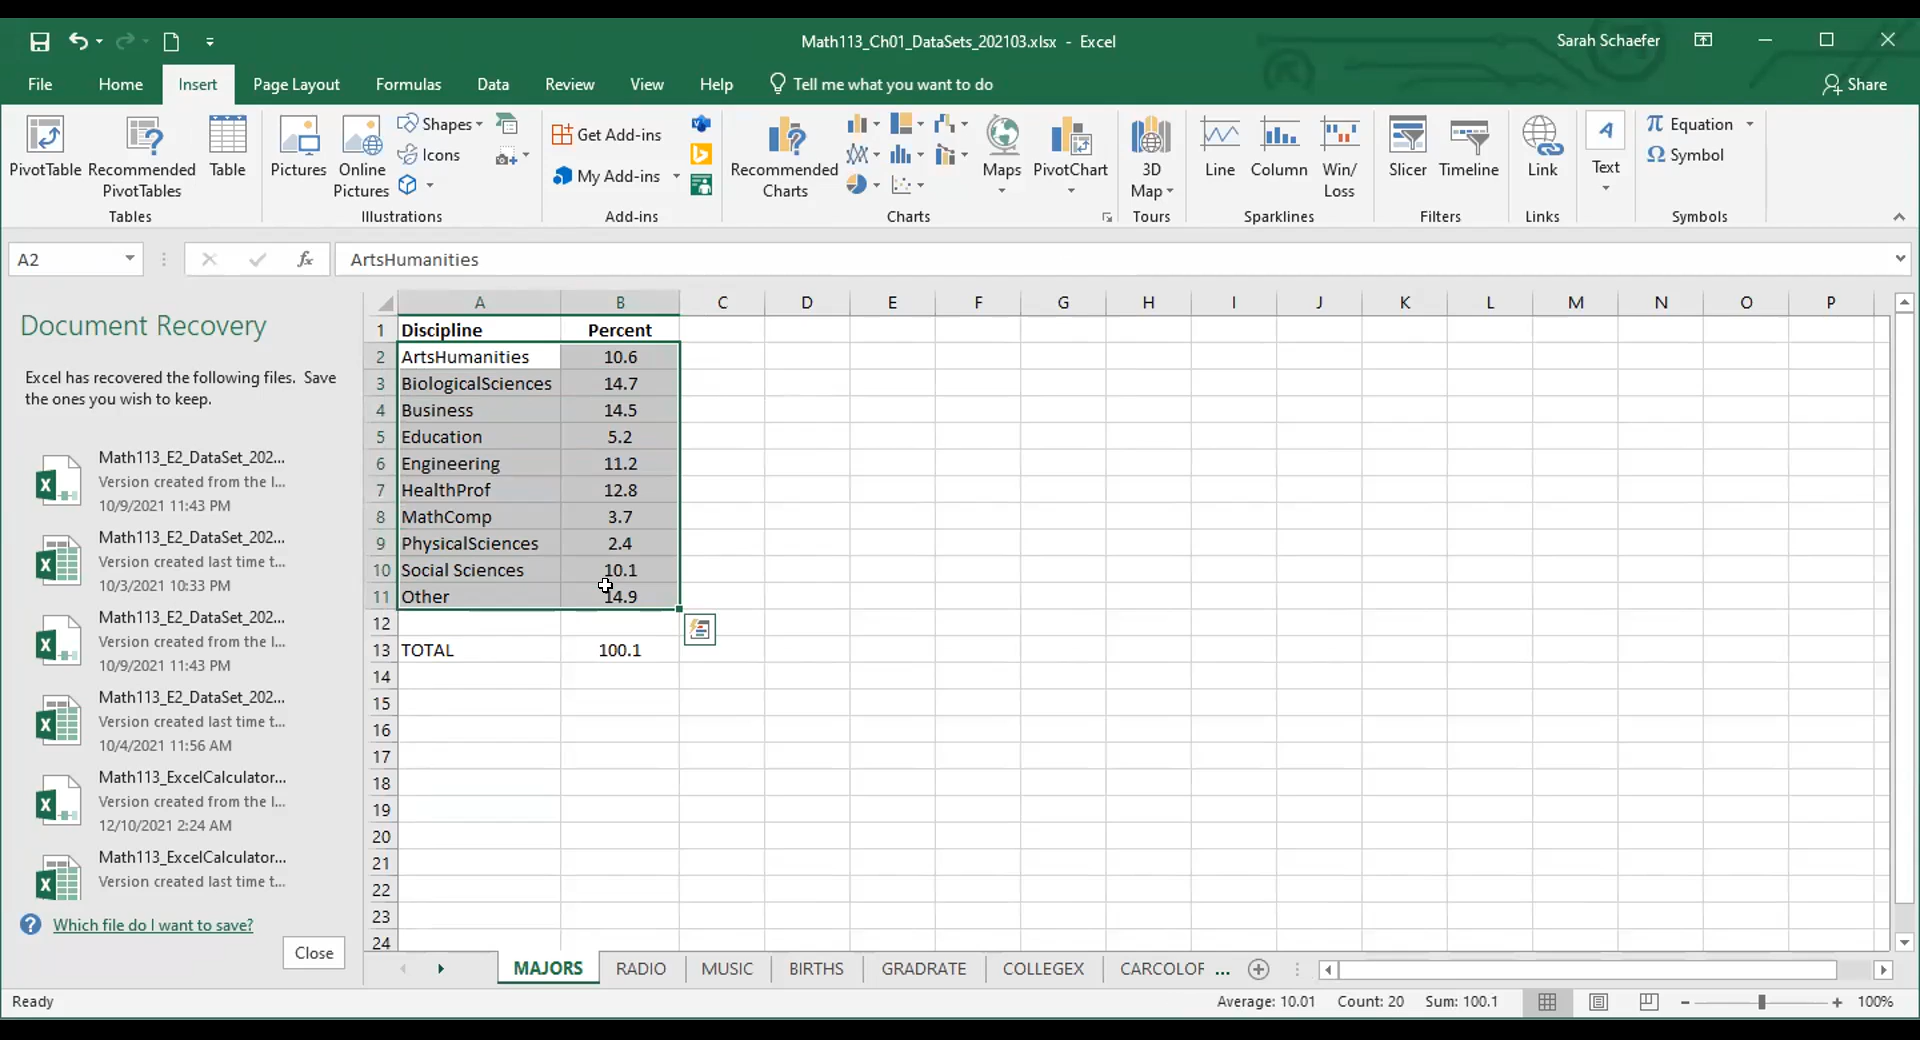 Math113_Ch01_DataSets_202103.xlsx - Excel
Sarah Schaefer
File Home Insert Page Layout Formulas Data Review View Help Tell me what you want to do Share
PivotTable
Recommended
PivotTables
Table
Tables
Pictures
Online
Pictures
Shapes
Icons
Illustrations
Get Add-ins
My Add-ins
Add-ins
Recommended
Charts
Maps
PivotChart
Charts
3D
Map
Tours
Line
Column
Win/
Loss
Sparklines
Slicer
Timeline
Filters
Link
Links
Text
Equation
Symbol
Symbols
A2 fx ArtsHumanities
Document Recovery
Excel has recovered the following files. Save
the ones you wish to keep.
Math113_E2_DataSet_202...
Version created from the l...
10/9/2021 11:43 PM
Math113_E2_DataSet_202...
Version created last time t...
10/3/2021 10:33 PM
Math113_E2_DataSet_202...
Version created from the l...
10/9/2021 11:43 PM
Math113_E2_DataSet_202...
Version created last time t...
10/4/2021 11:56 AM
Math113_ExcelCalculator...
Version created from the l...
12/10/2021 2:24 AM
Math113_ExcelCalculator...
Version created last time t...
Which file do I want to save?
Close
A B C D E F G H I J K L M N O P
1 Discipline Percent
2 ArtsHumanities 10.6
3 BiologicalSciences 14.7
4 Business 14.5
5 Education 5.2
6 Engineering 11.2
7 HealthProf 12.8
8 MathComp 3.7
9 PhysicalSciences 2.4
10 Social Sciences 10.1
11 Other 14.9
12
13 TOTAL 100.1
14
15
16
17
18
19
20
21
22
23
24
MAJORS RADIO MUSIC BIRTHS GRADRATE COLLEGEX CARCOLOF ...
Ready Average: 10.01 Count: 20 Sum: 100.1 100%